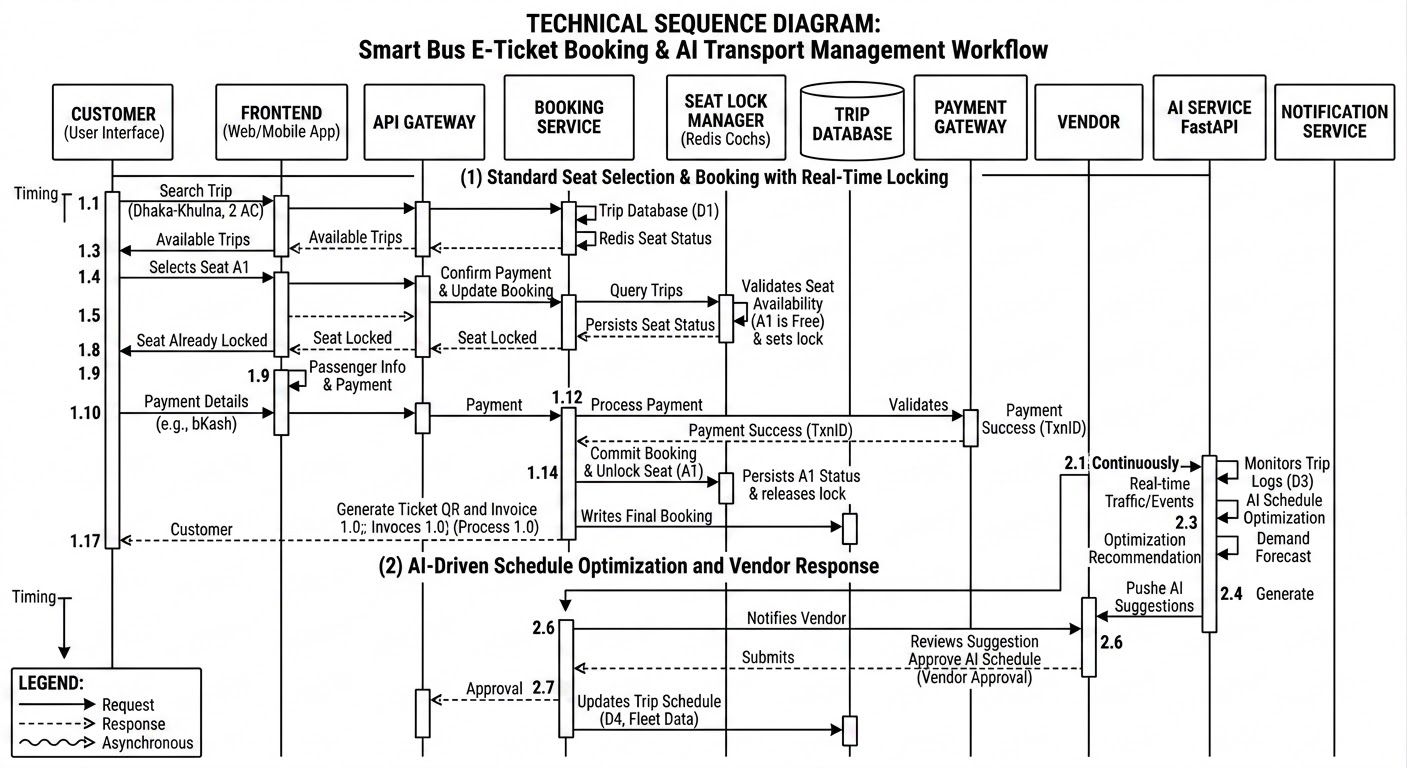 TECHNICAL SEQUENCE DIAGRAM:
Smart Bus E-Ticket Booking & AI Transport Management Workflow
CUSTOMER
(User Interface)
FRONTEND
(Web/Mobile App)
API GATEWAY
BOOKING
SERVICE
SEAT LOCK
MANAGER
(Redis Cochs)
TRIP
DATABASE
PAYMENT
GATEWAY
VENDOR
AI SERVICE
FastAPI
NOTIFICATION
SERVICE
(1) Standard Seat Selection & Booking with Real-Time Locking
Timing
1.1
Search Trip
(Dhaka-Khulna, 2 AC)
Trip Database (D1)
Redis Seat Status
1.3
Available Trips
Available Trips
1.4
Selects Seat A1
Confirm Payment
& Update Booking
Query Trips
Validates Seat
Availability
(A1 is Free)
& sets lock
1.5
Persists Seat Status
1.8
Seat Already Locked
Seat Locked
Seat Locked
1.9
1.9
Passenger Info
& Payment
1.10
Payment Details
(e.g., bKash)
Payment
1.12
Process Payment
Validates
Payment
Success (TxnID)
Payment Success (TxnID)
Commit Booking
& Unlock Seat (A1)
1.14
Persists A1 Status
& releases lock
2.1 Continuously
Real-time
Traffic/Events
Monitors Trip
Logs (D3)
AI Schedule
Optimization
2.3
Optimization
Recommendation
Demand
Forecast
Generate Ticket QR and Invoice
1.0;; Invoces 1.0} (Process 1.0)
Writes Final Booking
1.17
Customer
(2) AI-Driven Schedule Optimization and Vendor Response
Timing
Pushe AI
Suggestions
2.4 Generate
2.6
Notifies Vendor
2.6
Reviews Suggestion
Approve AI Schedule
(Vendor Approval)
Submits
Approval
2.7
Updates Trip Schedule
(D4, Fleet Data)
LEGEND:
Request
Response
Asynchronous